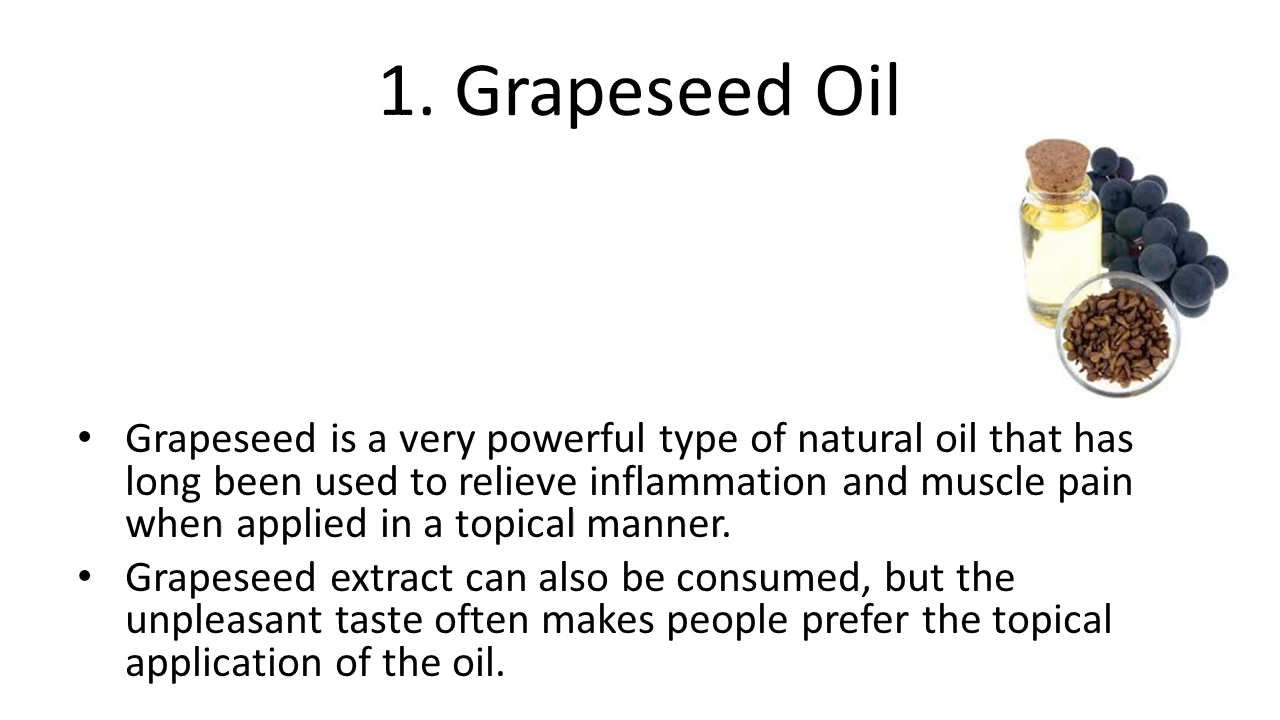 1. Grapeseed Oil
• Grapeseed is a very powerful type of natural oil that has
long been used to relieve inflammation and muscle pain
when applied in a topical manner.
• Grapeseed extract can also be consumed, but the
unpleasant taste often makes people prefer the topical
application of the oil.